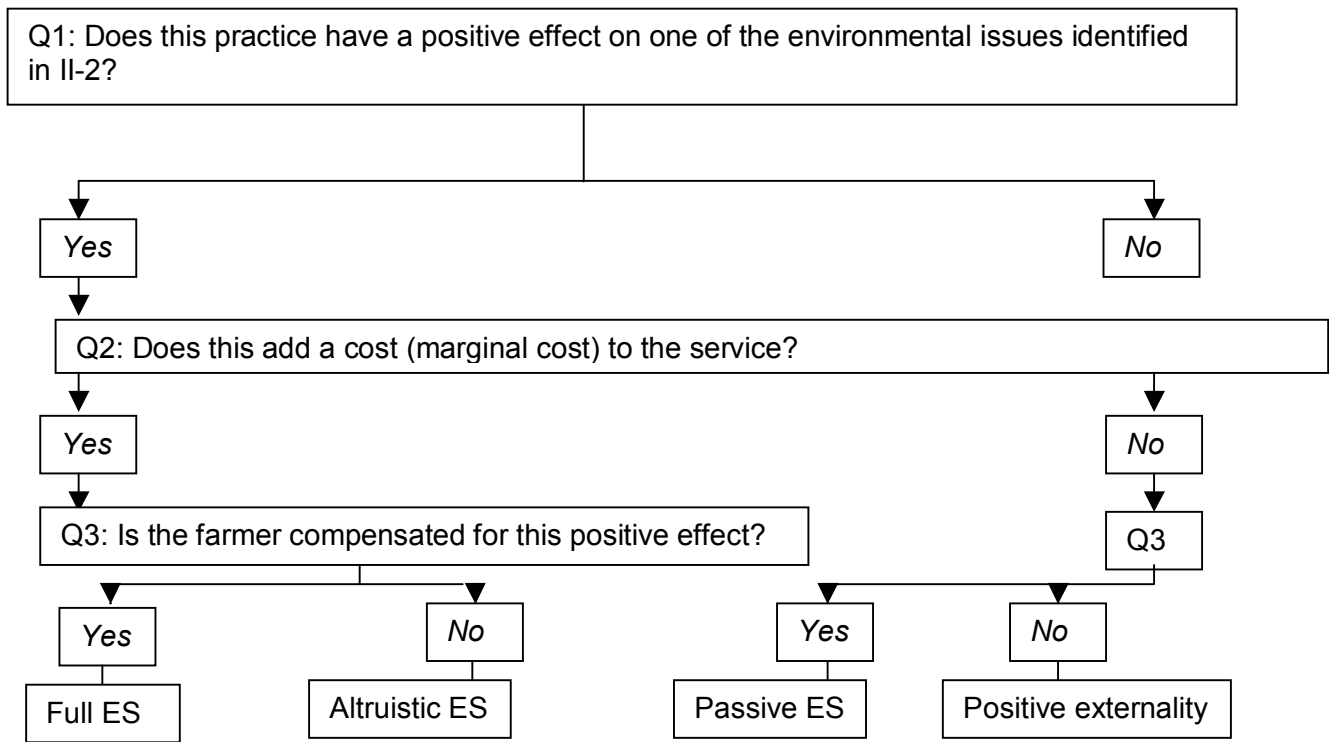 Q1: Does this practice have a positive effect on one of the environmental issues identified
in II-2?
Yes
No
Q2: Does this add a cost (marginal cost) to the service?
Yes
No
Q3: Is the farmer compensated for this positive effect?
Q3
Yes
No
Yes
No
Full ES
Altruistic ES
Passive ES
Positive externality